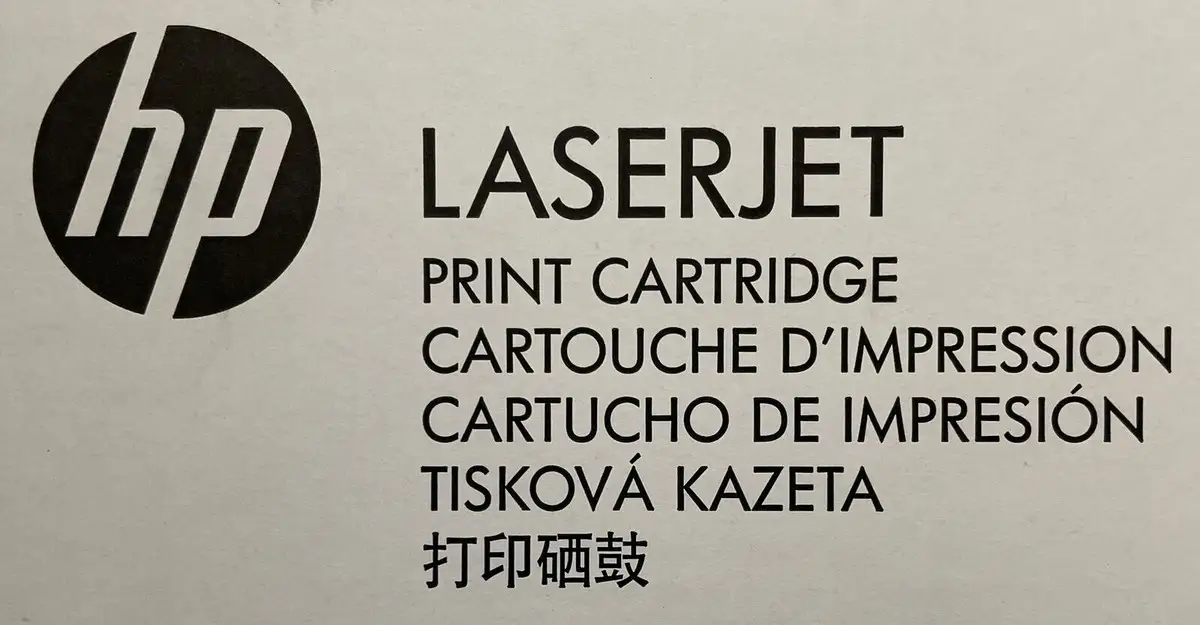 hp
LASERJET
PRINT CARTRIDGE
CARTOUCHE D’IMPRESSION
CARTUCHO DE IMPRESIÓN
TISKOVÁ KAZETA
打印硒鼓